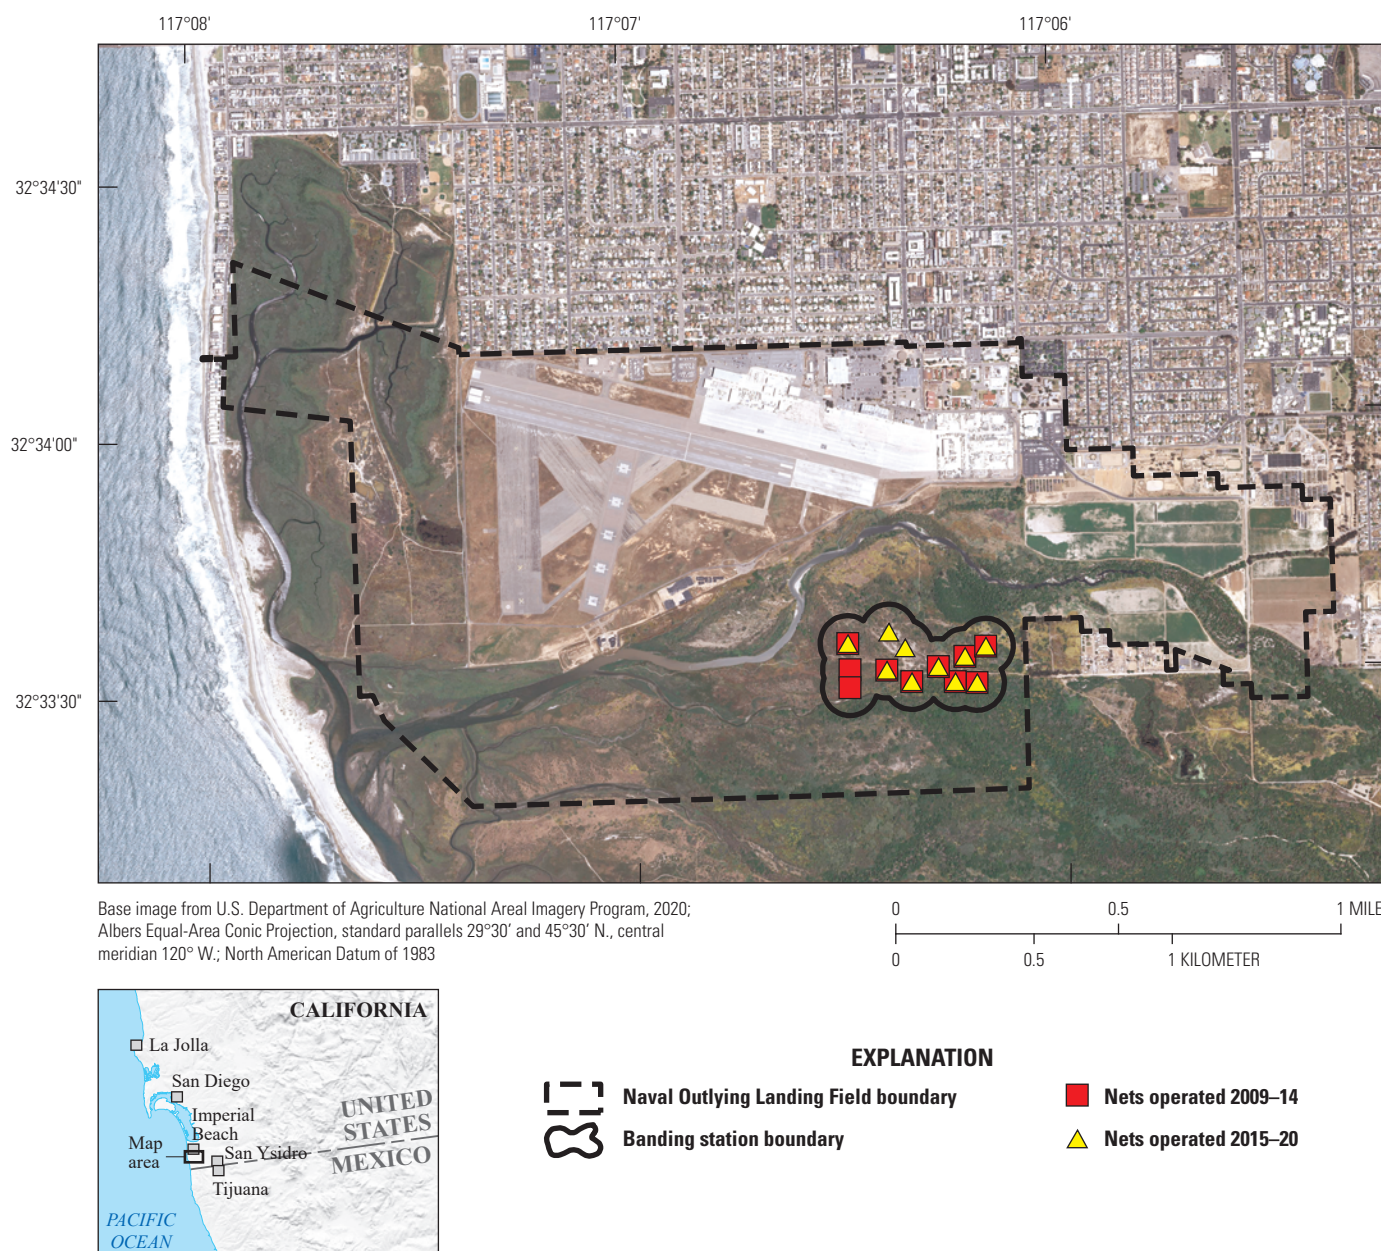 117°08'
117°07'
117°06'
32°34'30"
32°34'00"
32°33'30"
Base image from U.S. Department of Agriculture National Areal Imagery Program, 2020;
Albers Equal-Area Conic Projection, standard parallels 29°30′ and 45°30′ N., central
meridian 120° W.; North American Datum of 1983
0 0.5 1 MILE
0 0.5 1 KILOMETER
CALIFORNIA
La Jolla
San Diego
Imperial
Beach
Map
area
San Ysidro
Tijuana
UNITED
STATES
MEXICO
PACIFIC
OCEAN
EXPLANATION
Naval Outlying Landing Field boundary
Banding station boundary
Nets operated 2009–14
Nets operated 2015–20